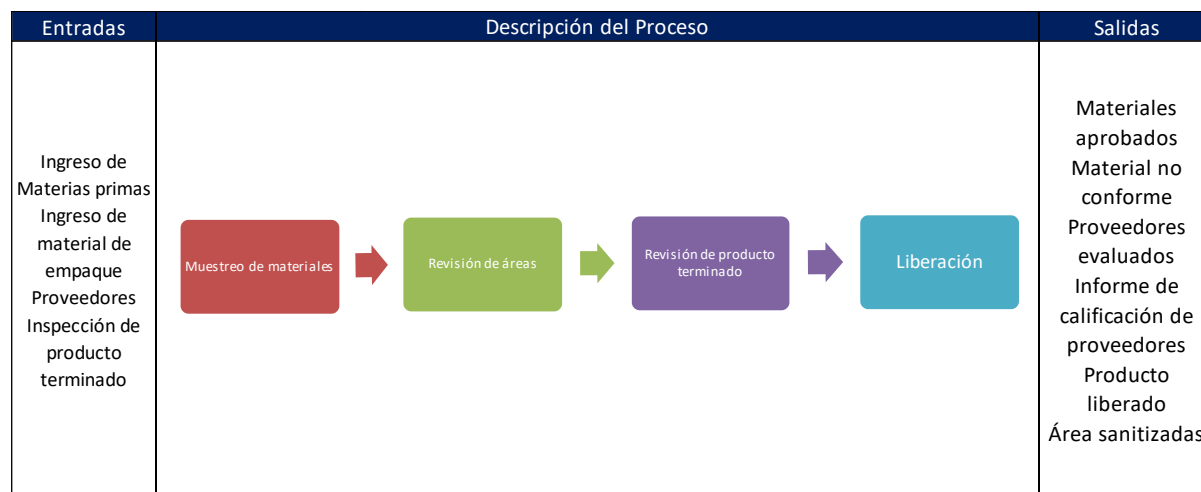 Entradas
Descripción del Proceso
Salidas
Ingreso de
Materias primas
Ingreso de
material de
empaque
Proveedores
Inspección de
producto
terminado
Muestreo de materiales
Revisión de áreas
Revisión de producto
terminado
Liberación
Materiales
aprobados
Material no
conforme
Proveedores
evaluados
Informe de
calificación de
proveedores
Producto
liberado
Área sanitizadas